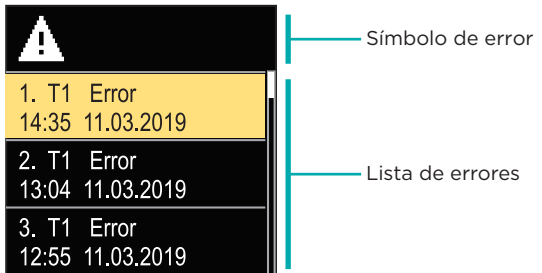 Símbolo de error
1. T1 Error
14:35 11.03.2019
2. T1 Error
13:04 11.03.2019
3. T1 Error
12:55 11.03.2019
Lista de errores